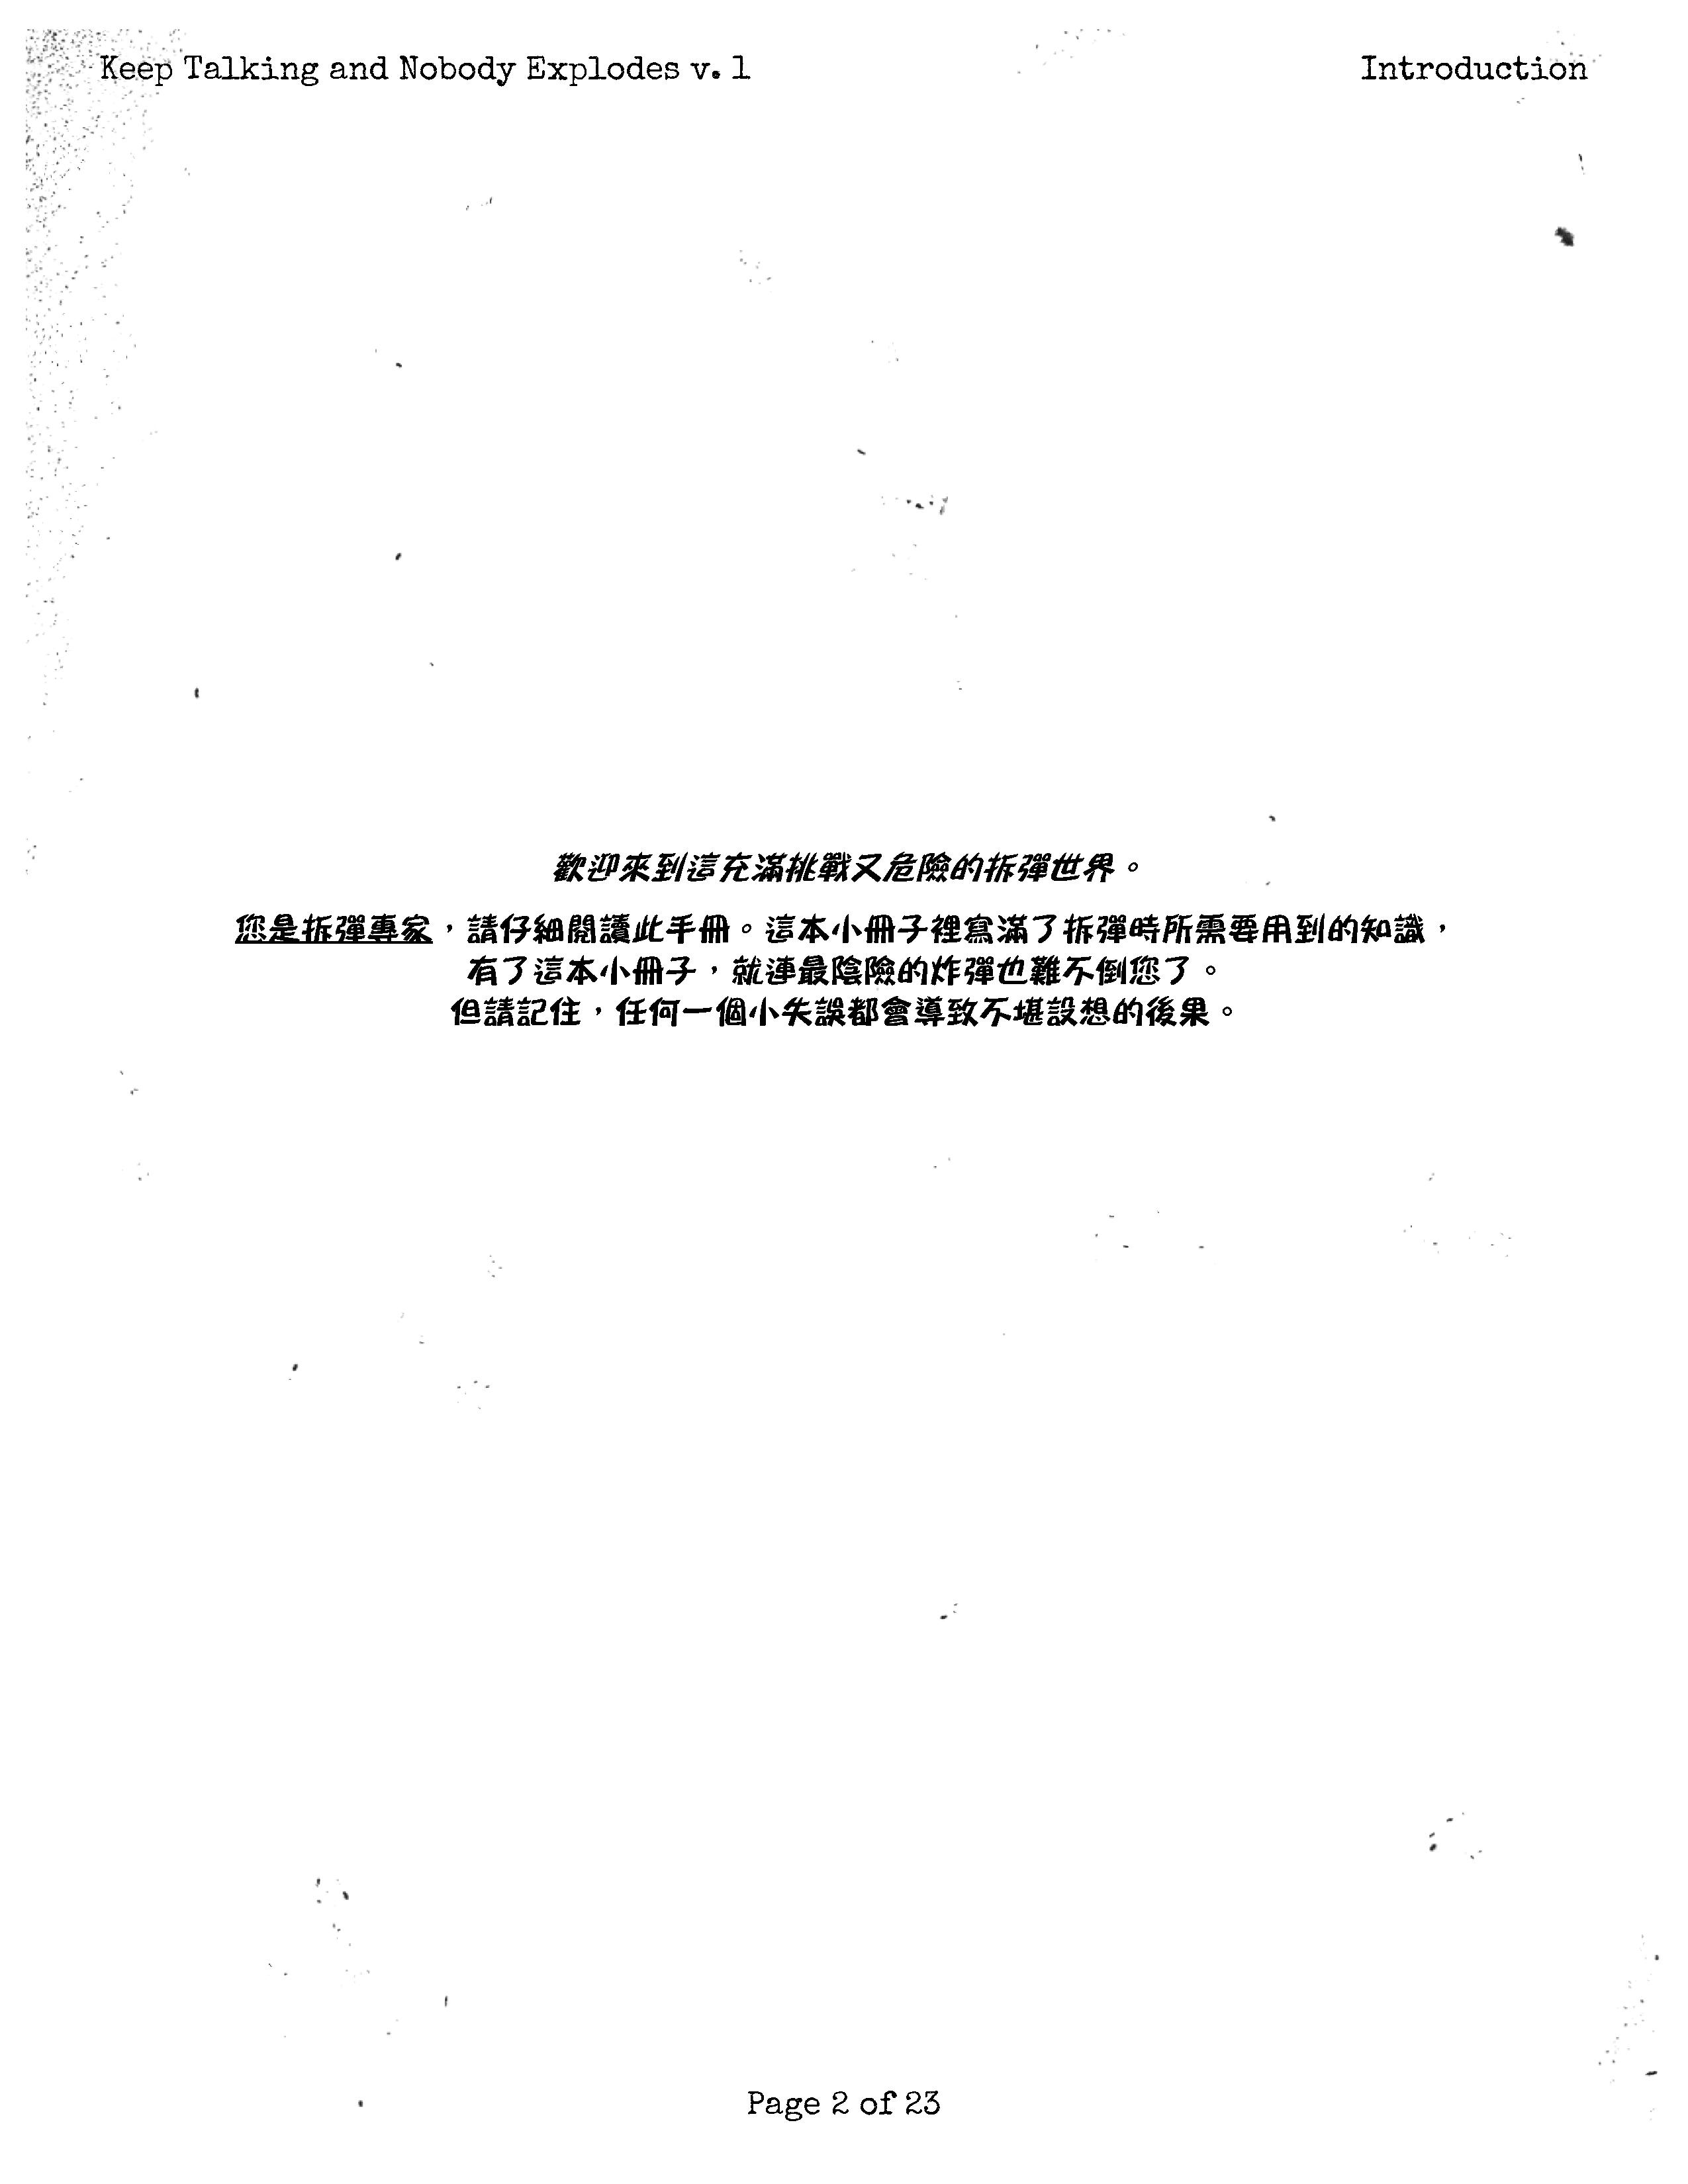 Keep Talking and Nobody Explodes v. 1
Introduction
歡迎來到這充滿挑戰又危險的拆彈世界。
您是拆彈專家，請仔細閱讀此手冊。這本小冊子裡寫滿了拆彈時所需要用到的知識，
有了這本小冊子，就連最陰險的炸彈也難不倒您了。
但請記住，任何一個小失誤都會導致不堪設想的後果。
Page 2 of 23